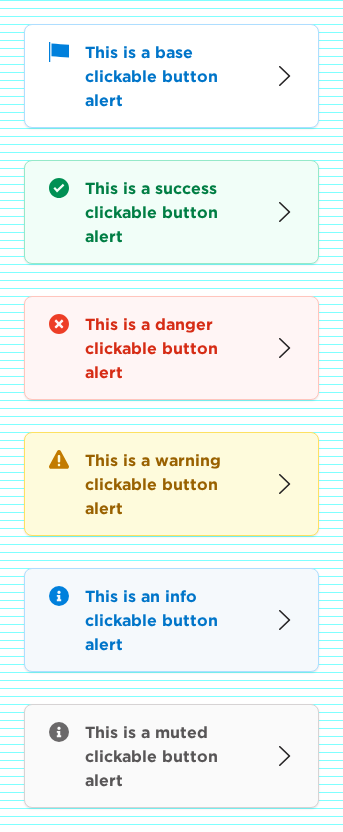 This is a base
clickable button
alert
This is a success
clickable button
alert
This is a danger
clickable button
alert
This is a warning
clickable button
alert
This is an info
clickable button
alert
This is a muted
clickable button
alert